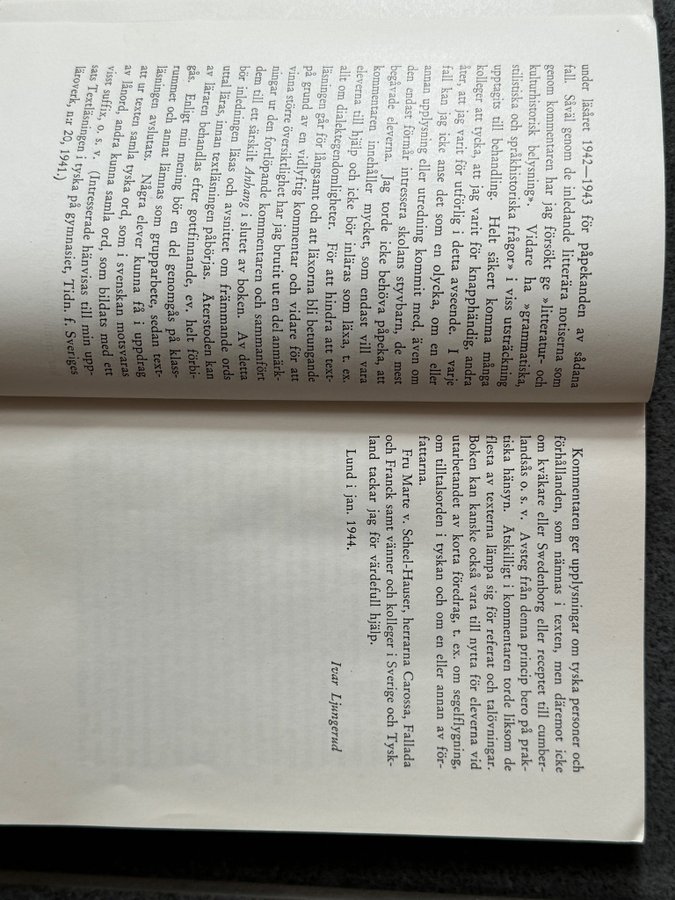 under läsåret 1942—1943 för påpekanden av sådana
fall. Såväl genom de inledande litterära notiserna som
genom kommentaren har jag försökt ge »litteratur- och
kulturhistorisk belysning». Vidare ha »grammatiska,
stilistiska och språkhistoriska frågor» i viss utsträckning
upptagits till behandling. Helt säkert komma många
kolleger att tycka, att jag varit för knapphändig, andra
åter, att jag varit för utförlig i detta avseende. I varje
fall kan jag icke anse det som en olycka, om en eller
annan upplysning eller utredning kommit med, även om
den endast förmår intressera skolans styvbarn, de mest
begåvade eleverna. Jag torde icke behöva påpeka, att
kommentaren innehåller mycket, som endast vill vara
eleverna till hjälp och icke bör inläras som läxa, t. ex.
allt om dialektegendomligheter. För att hindra att text-
läsningen går för långsamt och att läxorna bli betungande
på grund av en vidlyftig kommentar och vidare för att
vinna större översiktlighet har jag brutit ut en del anmärk-
ningar ur den fortlöpande kommentaren och sammanfört
dem till ett särskilt Anhang i slutet av boken. Av detta
bör inledningen läsas och avsnittet om främmande ords
uttal läras, innan textläsningen påbörjas. Återstoden kan
av läraren behandlas efter gottfinnande, ev. helt förbi-
gås. Enligt min mening bör en del genomgås på klass-
rummet och annat lämnas som grupparbete, sedan text-
läsningen avslutats. Några elever kunna få i uppdrag
att ur texten samla tyska ord, som i svenskan motsvaras
av lånord, andra kunna samla ord, som bildats med ett
visst suffix, o. s. v. (Intresserade hänvisas till min upp-
sats Textläsningen i tyska på gymnasiet, Tidn. f. Sveriges
läroverk, nr 20, 1941.)
Kommentaren ger upplysningar om tyska personer och
förhållanden, som nämnas i texten, men däremot icke
om kväkare eller Swedenborg eller receptet till cumber-
landsås o. s. v. Avsteg från denna princip bero på prak-
tiska hänsyn. Åtskilligt i kommentaren torde liksom de
flesta av texterna lämpa sig för referat och talövningar.
Boken kan kanske också vara till nytta för eleverna vid
utarbetandet av korta föredrag, t. ex. om segelflygning,
om tilltalsorden i tyskan och om en eller annan av för-
fattarna.
Fru Marte v. Scheel-Hauser, herrarna Carossa, Fallada
och Franck samt vänner och kolleger i Sverige och Tysk-
land tackar jag för värdefull hjälp.
Lund i jan. 1944.
Ivar Ljungerud